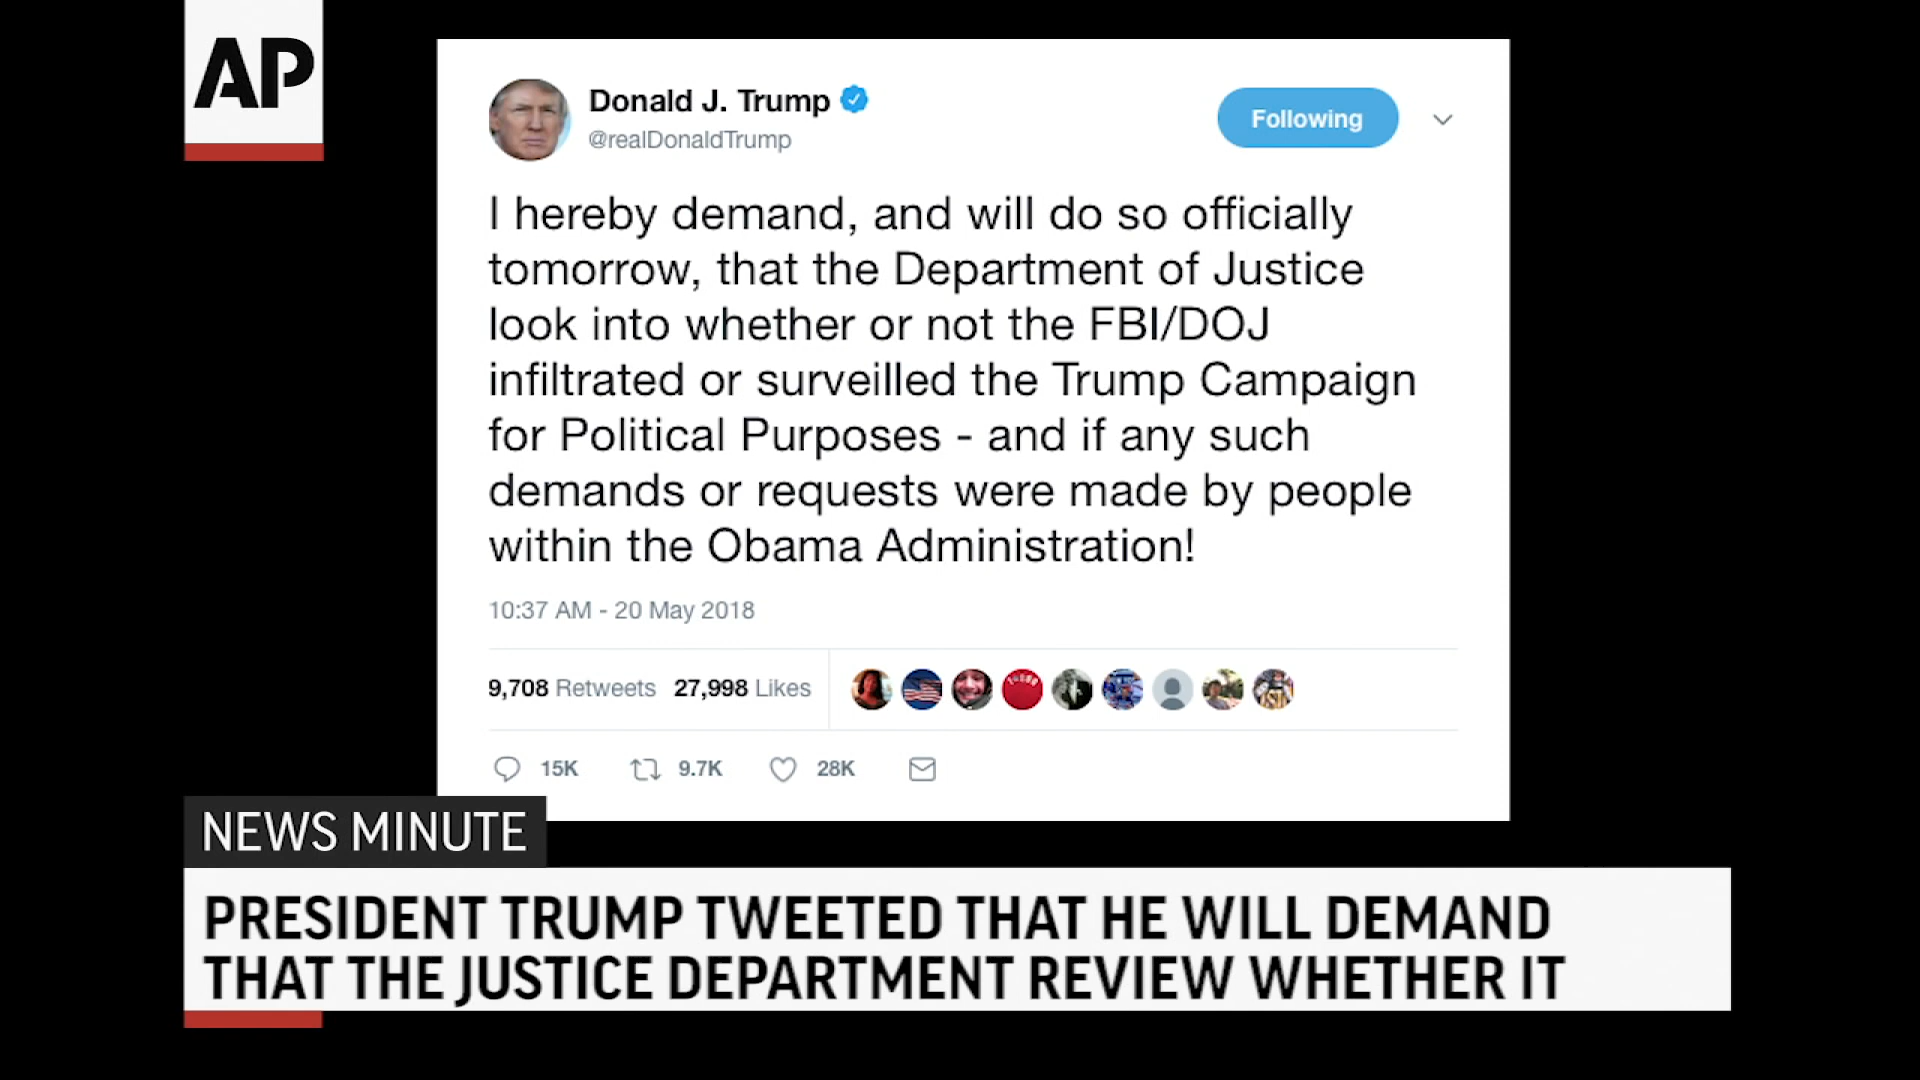 AP
Donald J. Trump
@realDonaldTrump
Following
I hereby demand, and will do so officially
tomorrow, that the Department of Justice
look into whether or not the FBI/DOJ
infiltrated or surveilled the Trump Campaign
for Political Purposes - and if any such
demands or requests were made by people
within the Obama Administration!
10:37 AM - 20 May 2018
9,708 Retweets 27,998 Likes
15K 9.7K 28K
NEWS MINUTE
PRESIDENT TRUMP TWEETED THAT HE WILL DEMAND
THAT THE JUSTICE DEPARTMENT REVIEW WHETHER IT